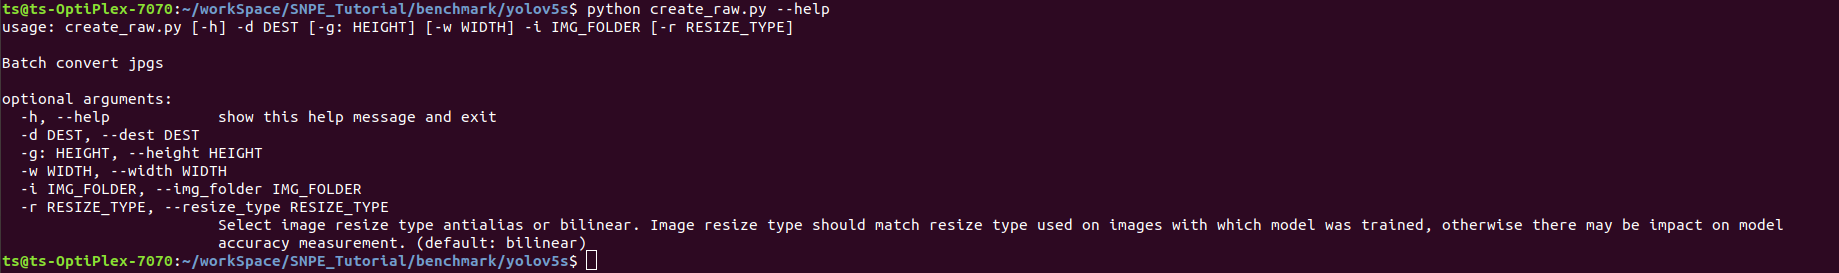 ts@ts-OptiPlex-7070:~/workSpace/SNPE_Tutorial/benchmark/yolov5s$ python create_raw.py --help
usage: create_raw.py [-h] -d DEST [-g: HEIGHT] [-w WIDTH] -i IMG_FOLDER [-r RESIZE_TYPE]

Batch convert jpgs

optional arguments:
  -h, --help            show this help message and exit
  -d DEST, --dest DEST
  -g: HEIGHT, --height HEIGHT
  -w WIDTH, --width WIDTH
  -i IMG_FOLDER, --img_folder IMG_FOLDER
  -r RESIZE_TYPE, --resize_type RESIZE_TYPE
                        Select image resize type antialias or bilinear. Image resize type should match resize type used on images with which model was trained, otherwise there may be impact on model
                        accuracy measurement. (default: bilinear)
ts@ts-OptiPlex-7070:~/workSpace/SNPE_Tutorial/benchmark/yolov5s$